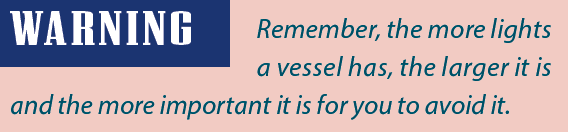 WARNING
Remember, the more lights
a vessel has, the larger it is
and the more important it is for you to avoid it.